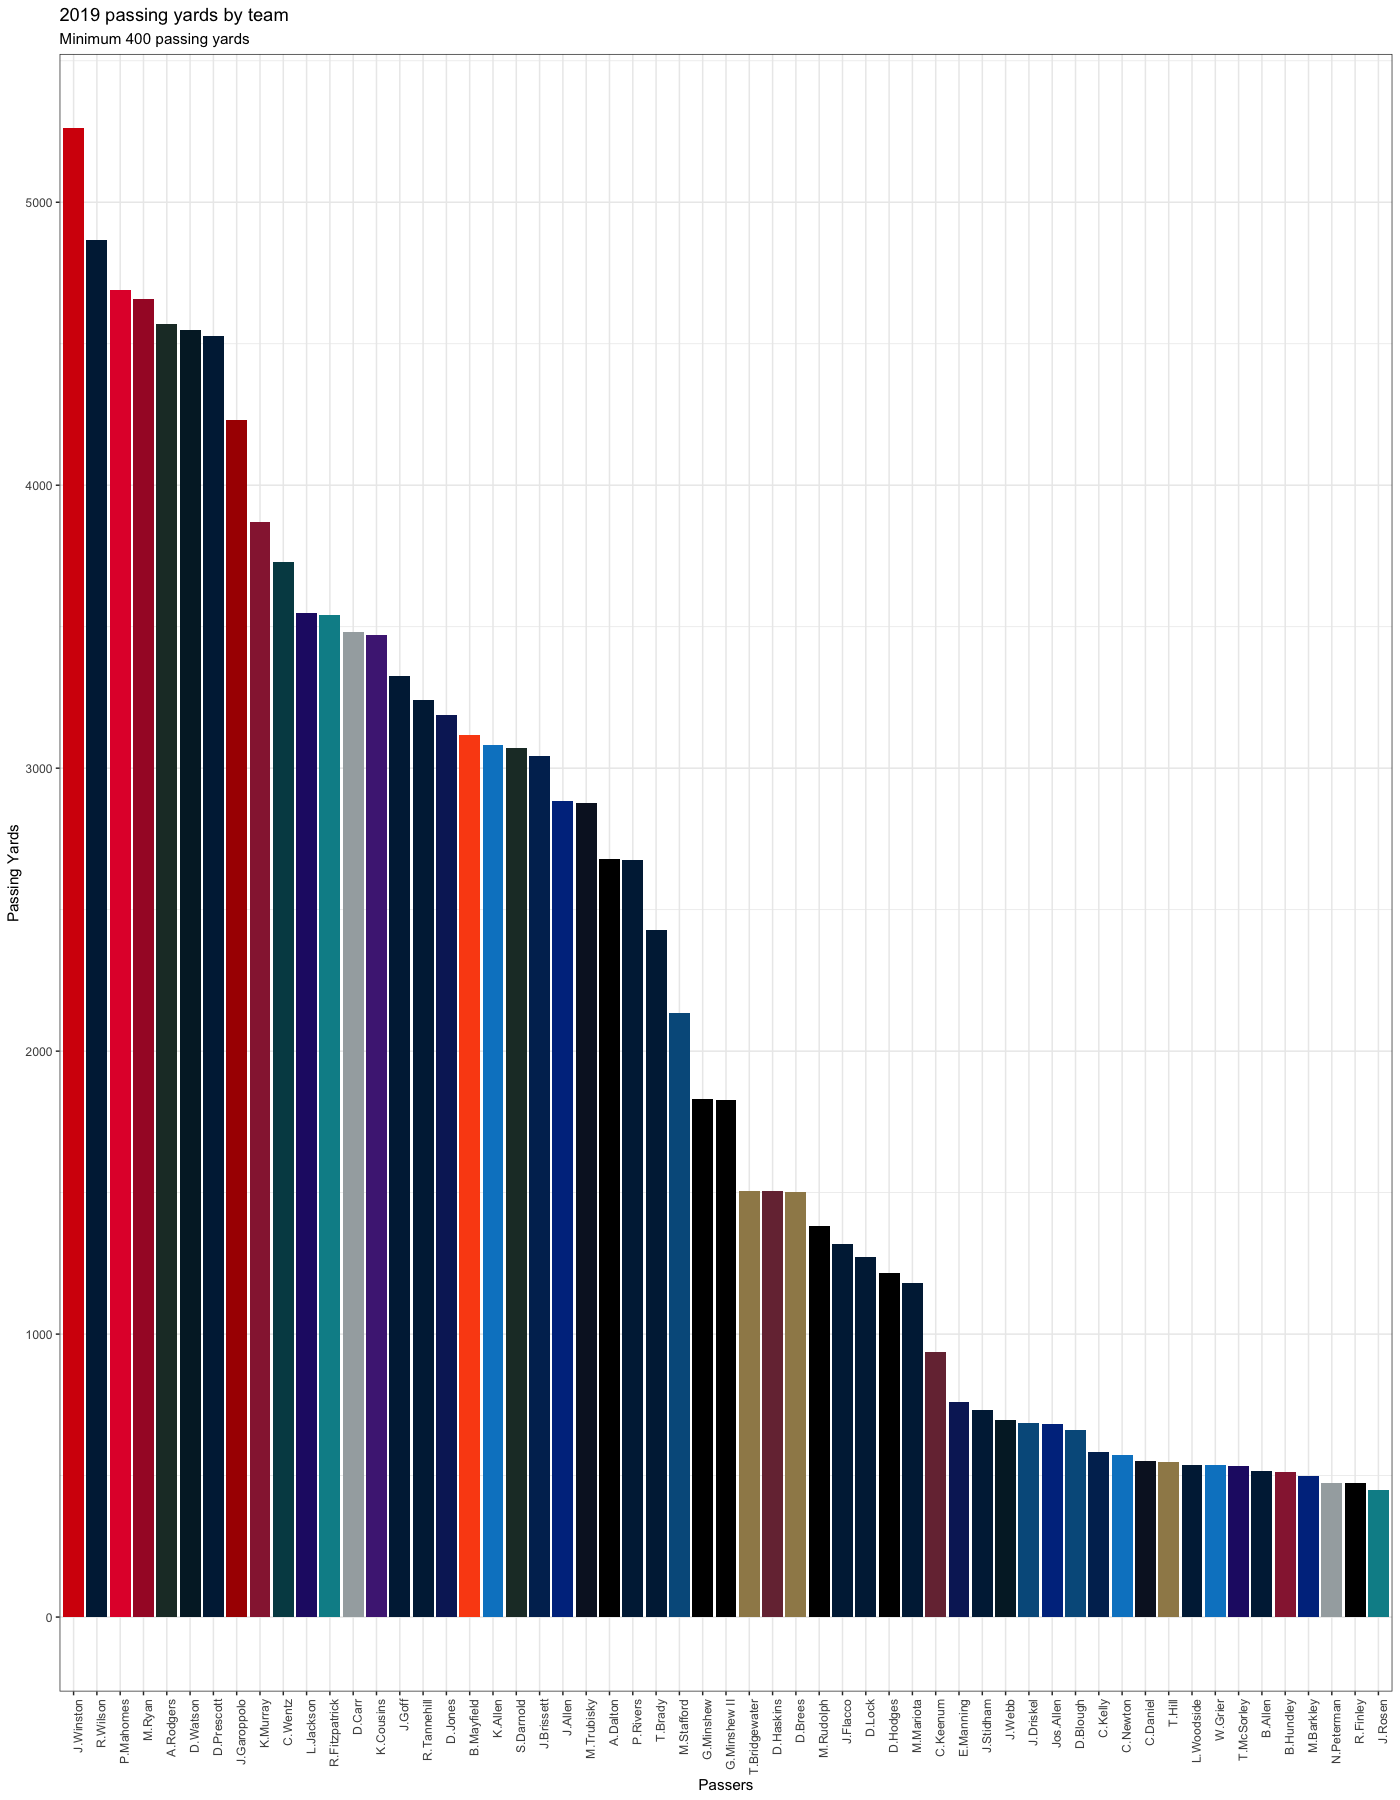 2019 passing yards by team
Minimum 400 passing yards
5000
4000
3000
2000
1000
0
Passing Yards
J.Winston
R.Wilson
P.Mahomes
M.Ryan
A.Rodgers
D.Watson
D.Prescott
J.Garoppolo
K.Murray
C.Wentz
L.Jackson
R.Fitzpatrick
D.Carr
K.Cousins
J.Goff
R.Tannehill
D.Jones
B.Mayfield
K.Allen
S.Darnold
J.Brissett
J.Allen
M.Trubisky
A.Dalton
P.Rivers
T.Brady
M.Stafford
G.Minshew
G.Minshew II
T.Bridgewater
D.Haskins
D.Brees
M.Rudolph
J.Flacco
D.Lock
D.Hodges
M.Mariota
C.Keenum
E.Manning
J.Stidham
J.Webb
J.Driskel
Jos.Allen
D.Blough
C.Kelly
C.Newton
C.Daniel
T.Hill
L.Woodside
W.Grier
T.McSorley
B.Allen
B.Hundley
M.Barkley
N.Peterman
R.Finley
J.Rosen
Passers